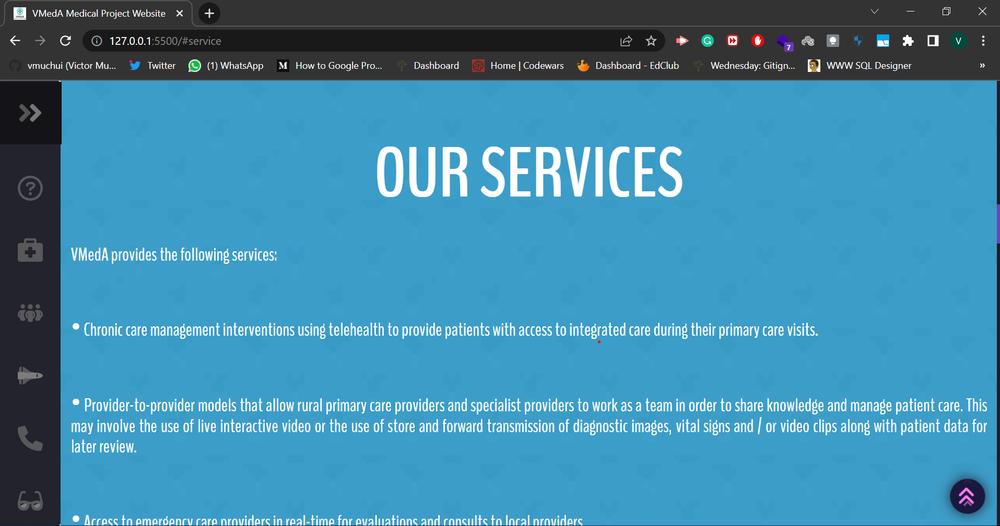 VMedA Medical Project Website
127.0.0.1:5500/#service
7
V
vmuchui (Victor Mu...
Twitter
(1) WhatsApp
M
How to Google Pro...
Dashboard
Home | Codewars
Dashboard - EdClub
Wednesday: Gitign...
WWW SQL Designer
»
OUR SERVICES
VMedA provides the following services:
• Chronic care management interventions using telehealth to provide patients with access to integrated care during their primary care visits.
• Provider-to-provider models that allow rural primary care providers and specialist providers to work as a team in order to share knowledge and manage patient care. This
may involve the use of live interactive video or the use of store and forward transmission of diagnostic images, vital signs and / or video clips along with patient data for
later review.
• Access to emergency care providers in real-time for evaluations and consults to local providers